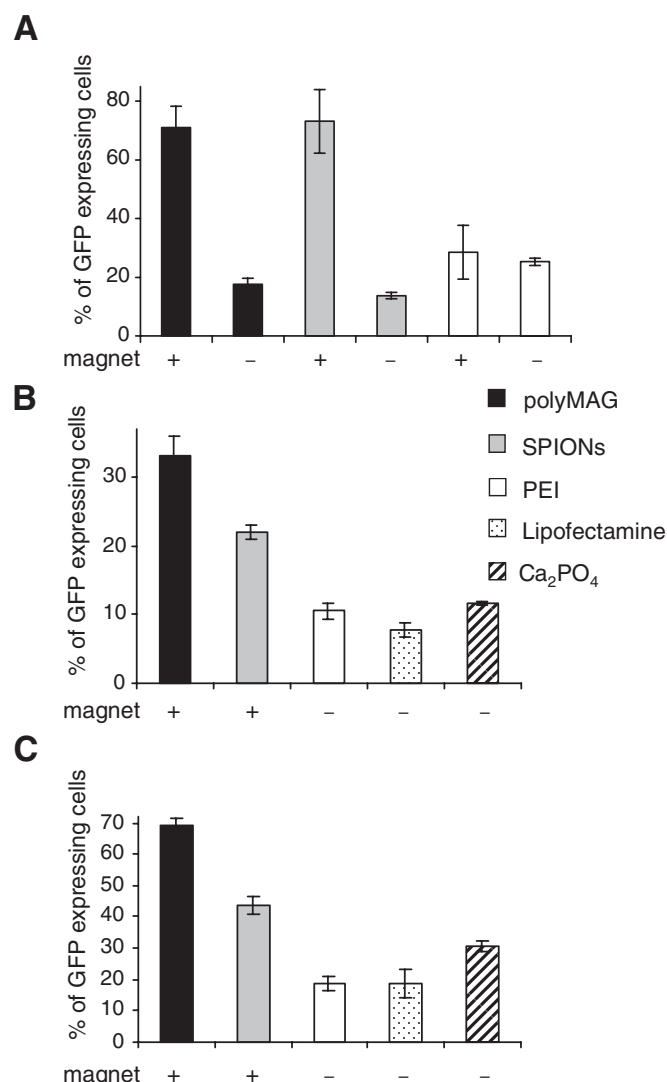 A
% of GFP expressing cells
80
60
40
20
0
magnet + − + − + −
B
% of GFP expressing cells
30
20
10
0
magnet + + − − −
polyMAG
SPIONs
PEI
Lipofectamine
Ca₂PO₄
C
% of GFP expressing cells
70
60
50
40
30
20
10
0
magnet + + − − −